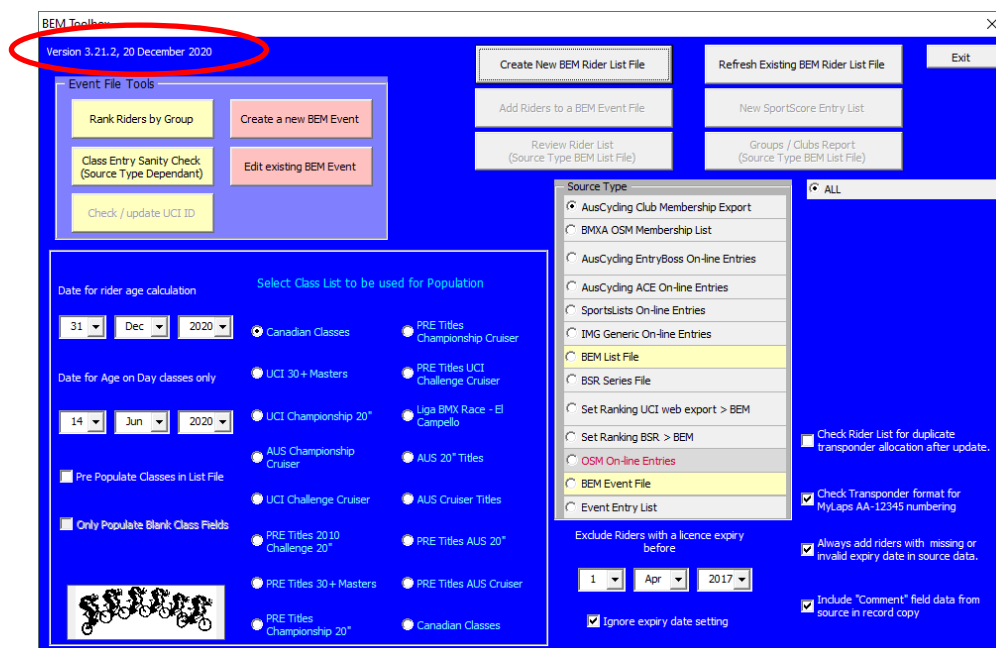 BEM Toolbox
Version 3.21.2, 20 December 2020
Create New BEM Rider List File
Refresh Existing BEM Rider List File
Exit
Event File Tools
Rank Riders by Group
Create a new BEM Event
Add Riders to a BEM Event File
New SportScore Entry List
Class Entry Sanity Check
(Source Type Dependant)
Edit existing BEM Event
Review Rider List
(Source Type BEM List File)
Groups / Clubs Report
(Source Type BEM List File)
Check / update UCI ID
Source Type
AusCycling Club Membership Export
BMXA OSM Membership List
AusCycling EntryBoss On-line Entries
AusCycling ACE On-line Entries
SportsLists On-line Entries
IMG Generic On-line Entries
BEM List File
BSR Series File
Set Ranking UCI web export > BEM
Set Ranking BSR > BEM
OSM On-line Entries
BEM Event File
Event Entry List
ALL
Date for rider age calculation
31 Dec 2020
Date for Age on Day classes only
14 Jun 2020
Pre Populate Classes in List File
Only Populate Blank Class Fields
Select Class List to be used for Population
Canadian Classes
UCI 30+ Masters
UCI Championship 20"
AUS Championship
Cruiser
UCI Challenge Cruiser
PRE Titles 2010
Challenge 20"
PRE Titles 30+ Masters
PRE Titles
Championship 20"
PRE Titles
Championship Cruiser
PRE Titles UCI
Challenge Cruiser
Liga BMX Race - El
Campello
AUS 20" Titles
AUS Cruiser Titles
PRE Titles AUS 20"
PRE Titles AUS Cruiser
Canadian Classes
Exclude Riders with a licence expiry
before
1 Apr 2017
Ignore expiry date setting
Check Rider List for duplicate
transponder allocation after update.
Check Transponder format for
MyLaps AA-12345 numbering
Always add riders with missing or
invalid expiry date in source data.
Include "Comment" field data from
source in record copy